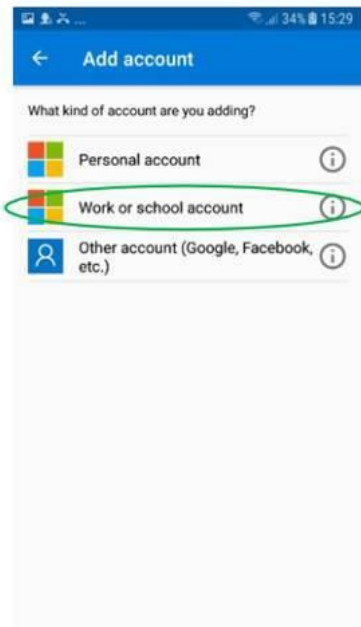 ... 34% 15:29
Add account
What kind of account are you adding?
Personal account
Work or school account
Other account (Google, Facebook,
etc.)